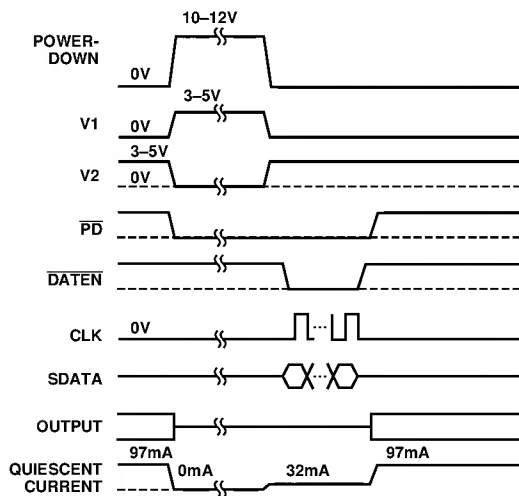 10–12V
POWER-
DOWN
0V
3–5V
V1
0V
3–5V
V2
0V
PD
DATEN
CLK
0V
···
SDATA
···
OUTPUT
97mA
97mA
QUIESCENT
CURRENT
0mA
32mA